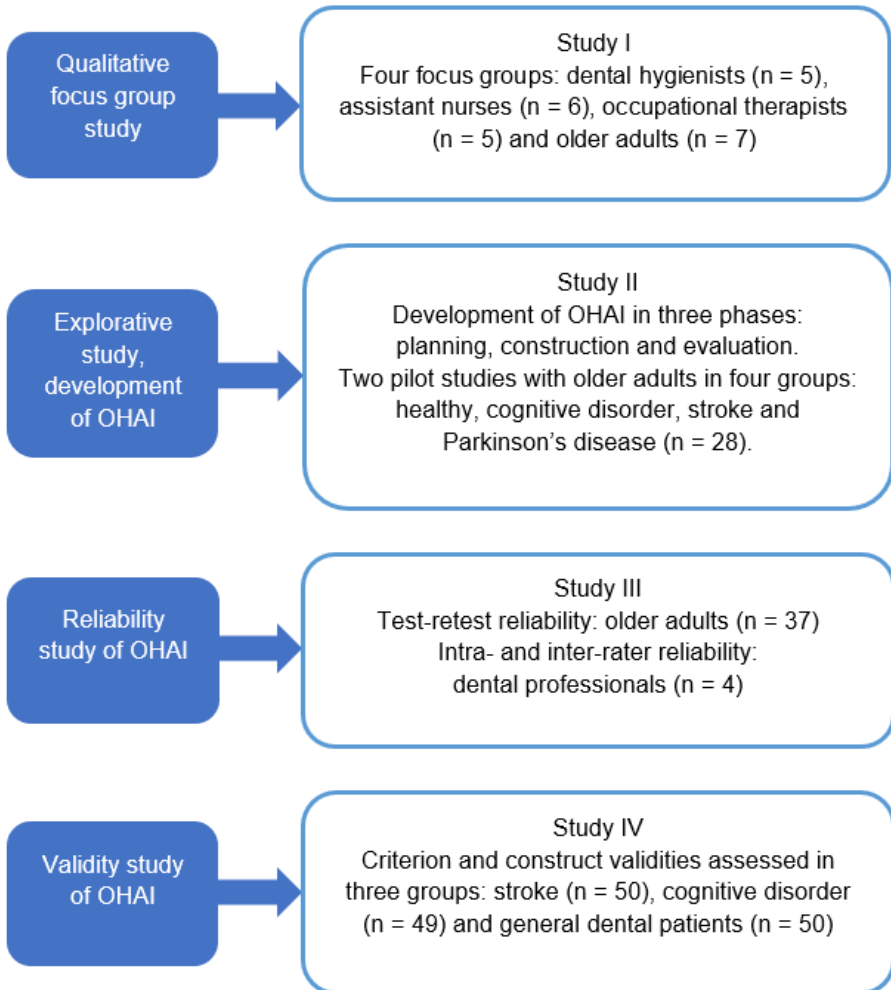 Qualitative
focus group
study
Study I
Four focus groups: dental hygienists (n = 5),
assistant nurses (n = 6), occupational therapists
(n = 5) and older adults (n = 7)
Explorative
study,
development
of OHAI
Study II
Development of OHAI in three phases:
planning, construction and evaluation.
Two pilot studies with older adults in four groups:
healthy, cognitive disorder, stroke and
Parkinson’s disease (n = 28).
Reliability
study of OHAI
Study III
Test-retest reliability: older adults (n = 37)
Intra- and inter-rater reliability:
dental professionals (n = 4)
Validity study
of OHAI
Study IV
Criterion and construct validities assessed in
three groups: stroke (n = 50), cognitive disorder
(n = 49) and general dental patients (n = 50)